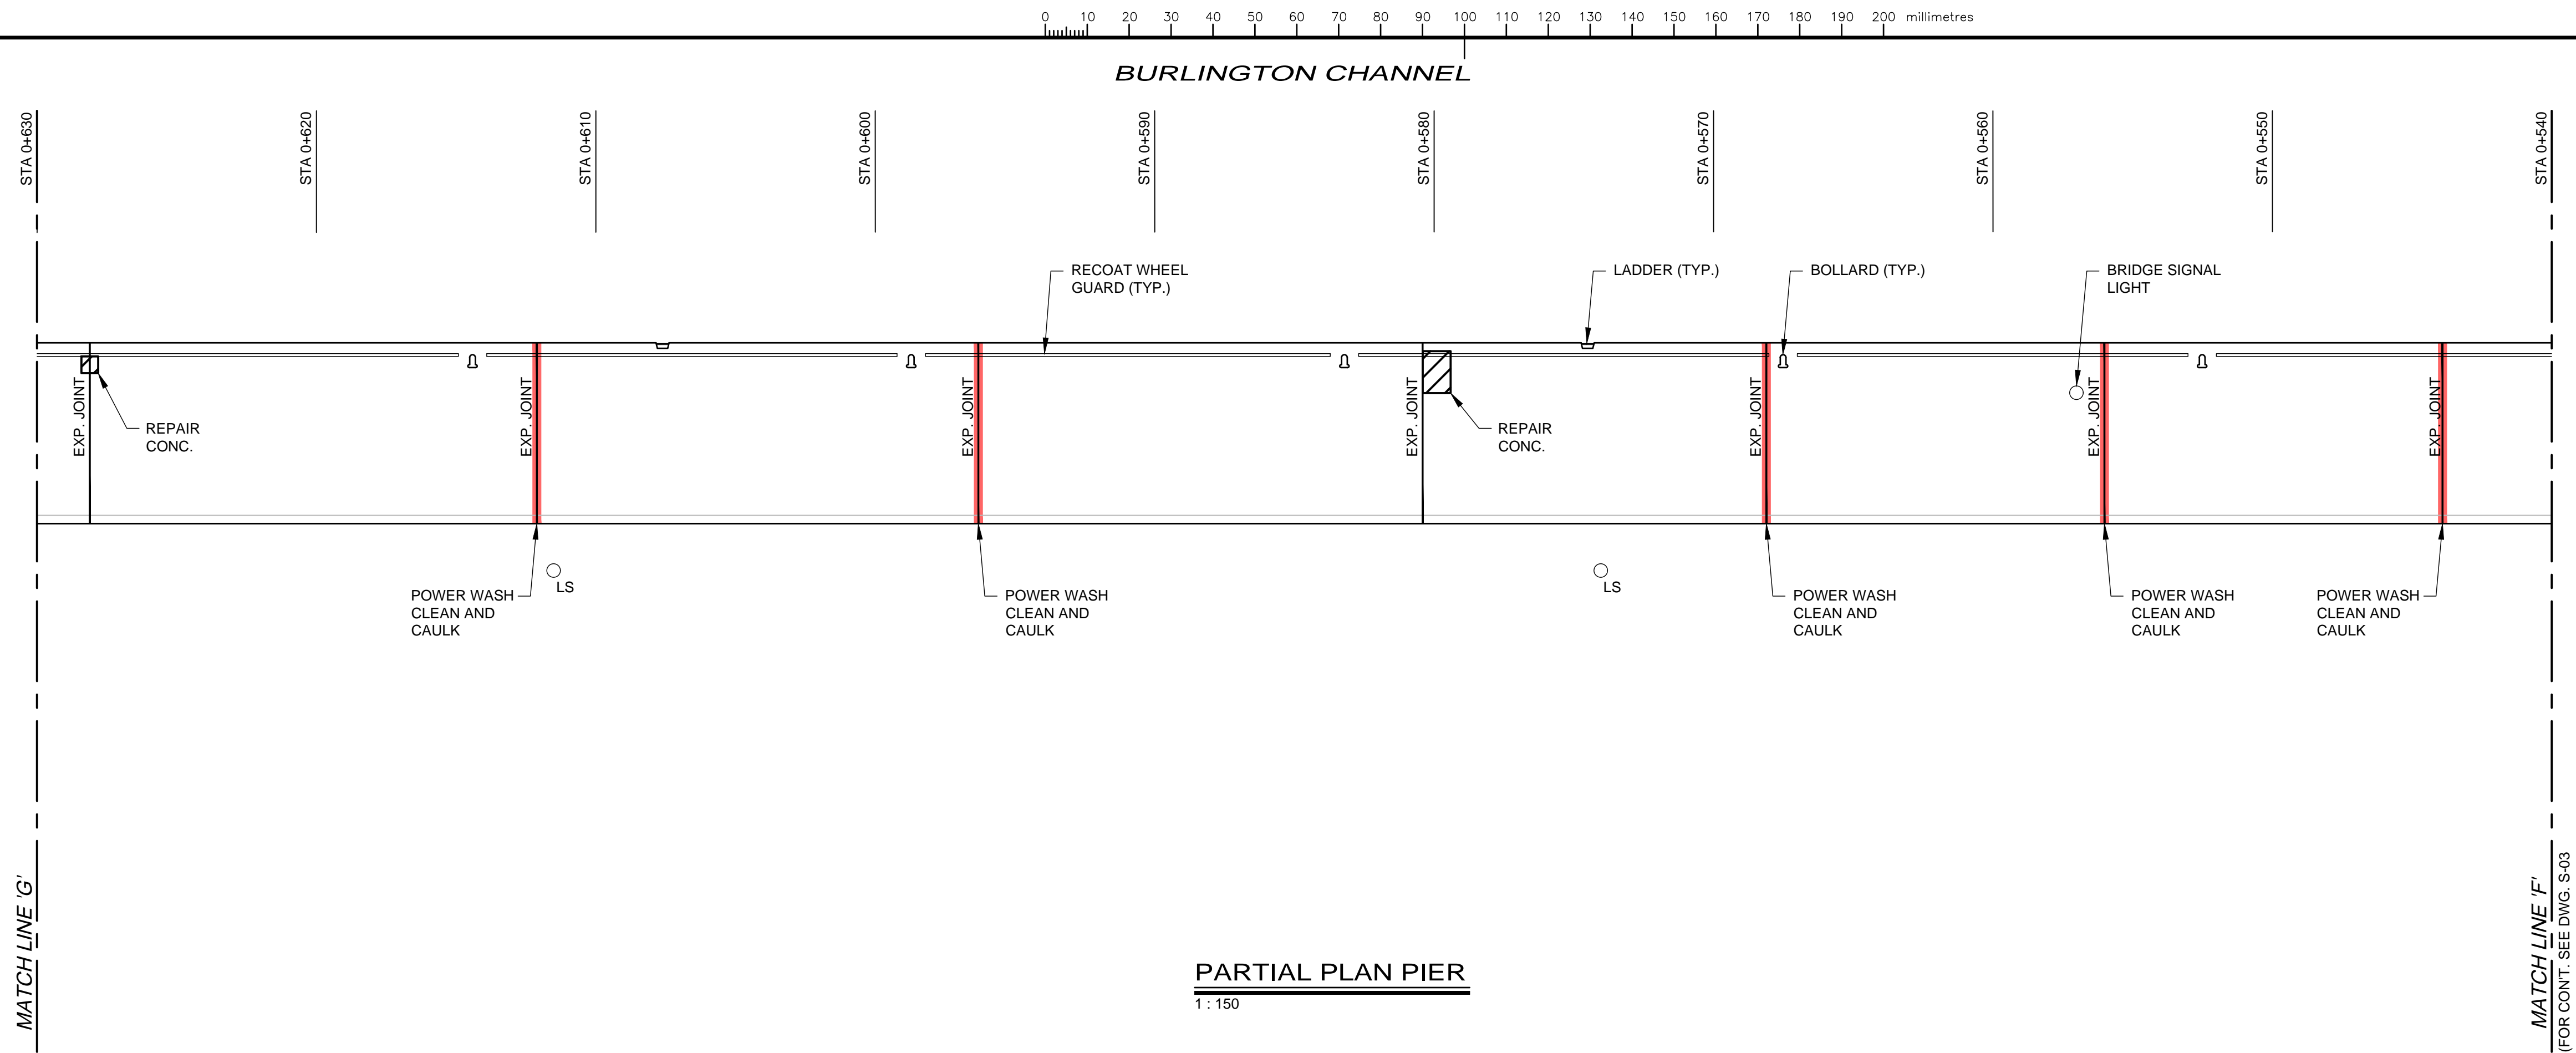 0 10 20 30 40 50 60 70 80 90 100 110 120 130 140 150 160 170 180 190 200 millimetres
BURLINGTON CHANNEL
STA 0+630
STA 0+620
STA 0+610
STA 0+600
STA 0+590
STA 0+580
STA 0+570
STA 0+560
STA 0+550
STA 0+540
RECOAT WHEEL
GUARD (TYP.)
LADDER (TYP.)
BOLLARD (TYP.)
BRIDGE SIGNAL
LIGHT
EXP. JOINT
REPAIR
CONC.
EXP. JOINT
EXP. JOINT
EXP. JOINT
REPAIR
CONC.
EXP. JOINT
EXP. JOINT
EXP. JOINT
POWER WASH
CLEAN AND
CAULK
LS
POWER WASH
CLEAN AND
CAULK
LS
POWER WASH
CLEAN AND
CAULK
POWER WASH
CLEAN AND
CAULK
POWER WASH
CLEAN AND
CAULK
MATCH LINE 'G'
PARTIAL PLAN PIER
1 : 150
MATCH LINE 'F'
(FOR CON'T. SEE DWG. S-03